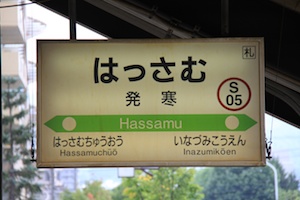 札
はっさむ
発寒
S
05
Hassamu
はっさむちゅうおう
Hassamuchūō
いなづみこうえん
Inazumikōen